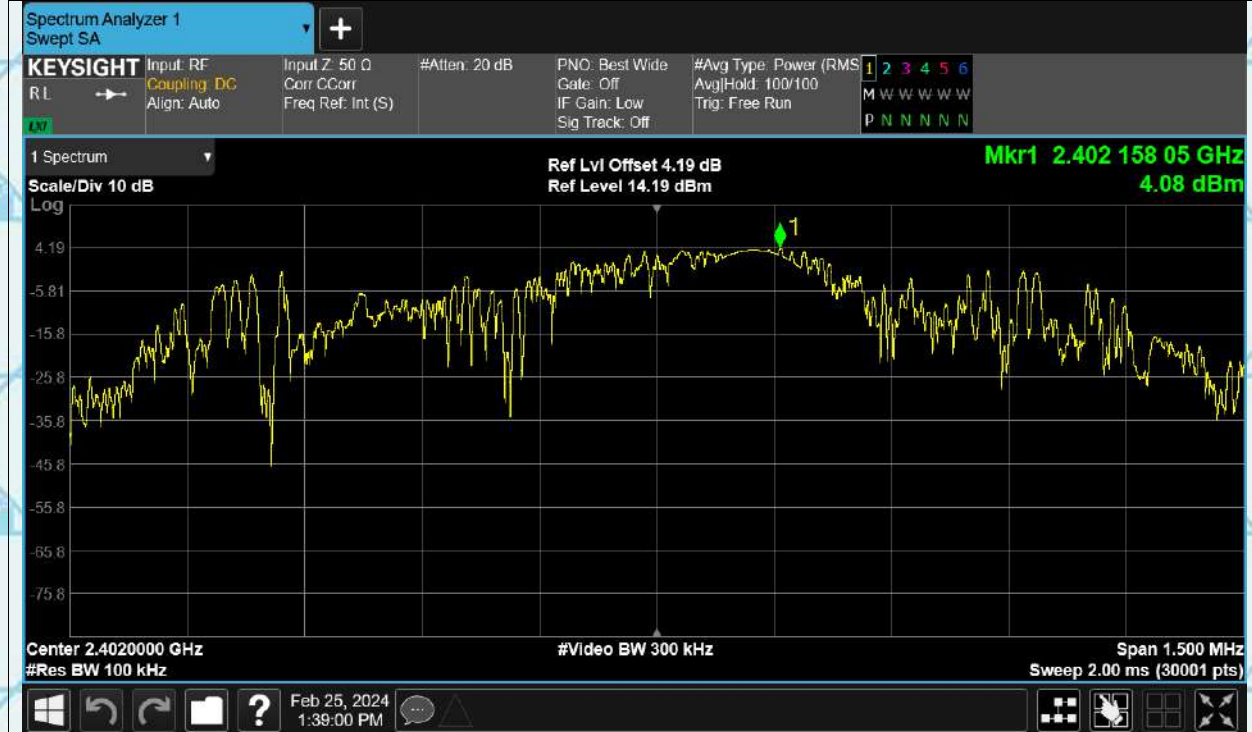 Spectrum Analyzer 1
Swept SA
+
KEYSIGHT
RL
LXI
Input: RF
Coupling: DC
Align: Auto
Input Z: 50 Ω
Corr CCorr
Freq Ref: Int (S)
#Atten: 20 dB
PNO: Best Wide
Gate: Off
IF Gain: Low
Sig Track: Off
#Avg Type: Power (RMS
Avg|Hold: 100/100
Trig: Free Run
1 2 3 4 5 6
M W W W W W
P N N N N N
1 Spectrum
Scale/Div 10 dB
Log
Ref Lvl Offset 4.19 dB
Ref Level 14.19 dBm
Mkr1 2.402 158 05 GHz
4.08 dBm
1
4.19
-5.81
-15.8
-25.8
-35.8
-45.8
-55.8
-65.8
-75.8
Center 2.4020000 GHz
#Res BW 100 kHz
#Video BW 300 kHz
Span 1.500 MHz
Sweep 2.00 ms (30001 pts)
?
Feb 25, 2024
1:39:00 PM